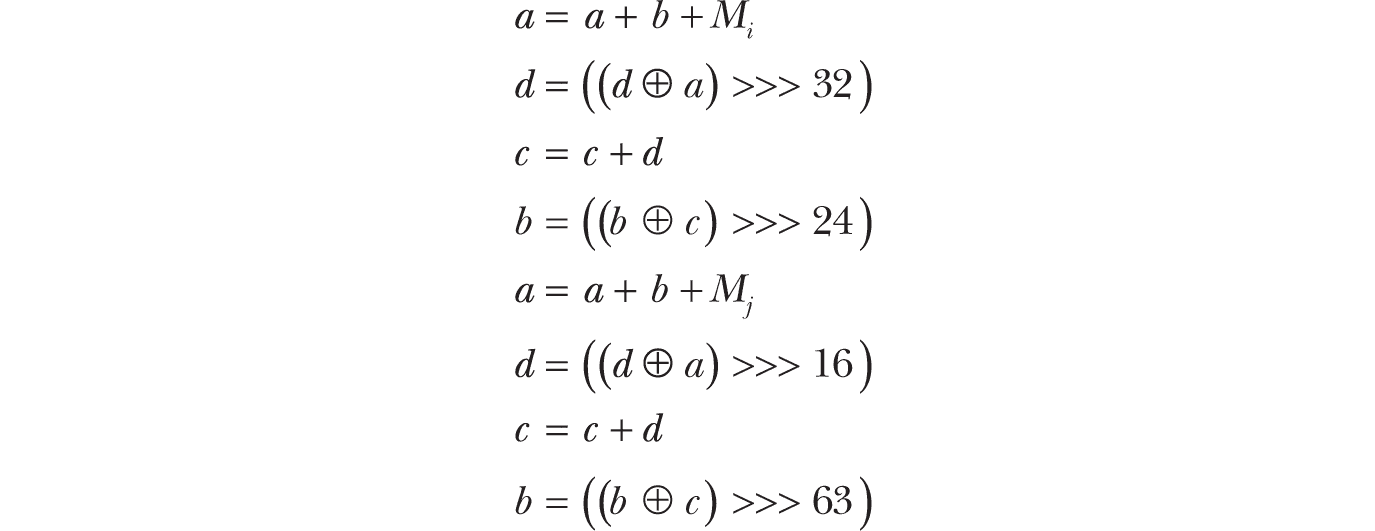 a = a + b + M_i
d = ((d ⊕ a) >>> 32)
c = c + d
b = ((b ⊕ c) >>> 24)
a = a + b + M_j
d = ((d ⊕ a) >>> 16)
c = c + d
b = ((b ⊕ c) >>> 63)